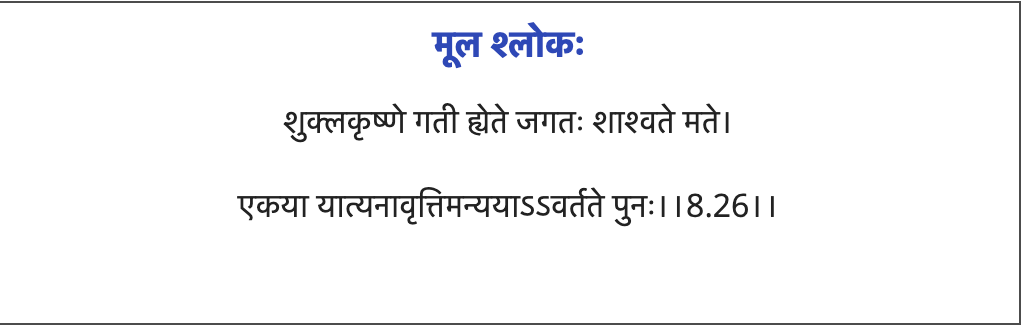 मूल श्लोकः
शुक्लकृष्णे गती ह्येते जगतः शाश्वते मते।
एकया यात्यनावृत्तिमन्ययाऽऽवर्तते पुनः।।8.26।।